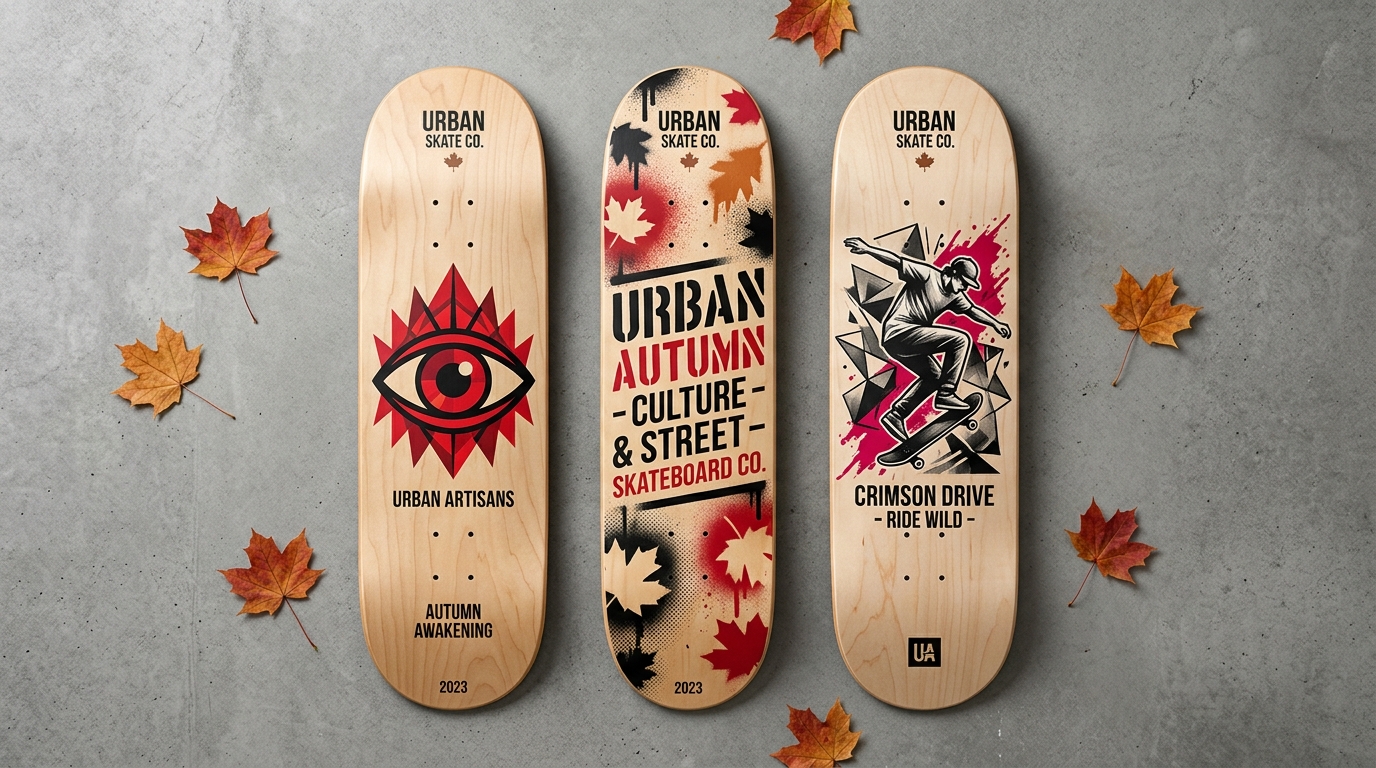 URBAN
SKATE CO.
URBAN ARTISANS
AUTUMN
AWAKENING
2023
URBAN
SKATE CO.
URBAN
AUTUMN
- CULTURE -
& STREET -
SKATEBOARD CO.
2023
URBAN
SKATE CO.
CRIMSON DRIVE
- RIDE WILD -
UA